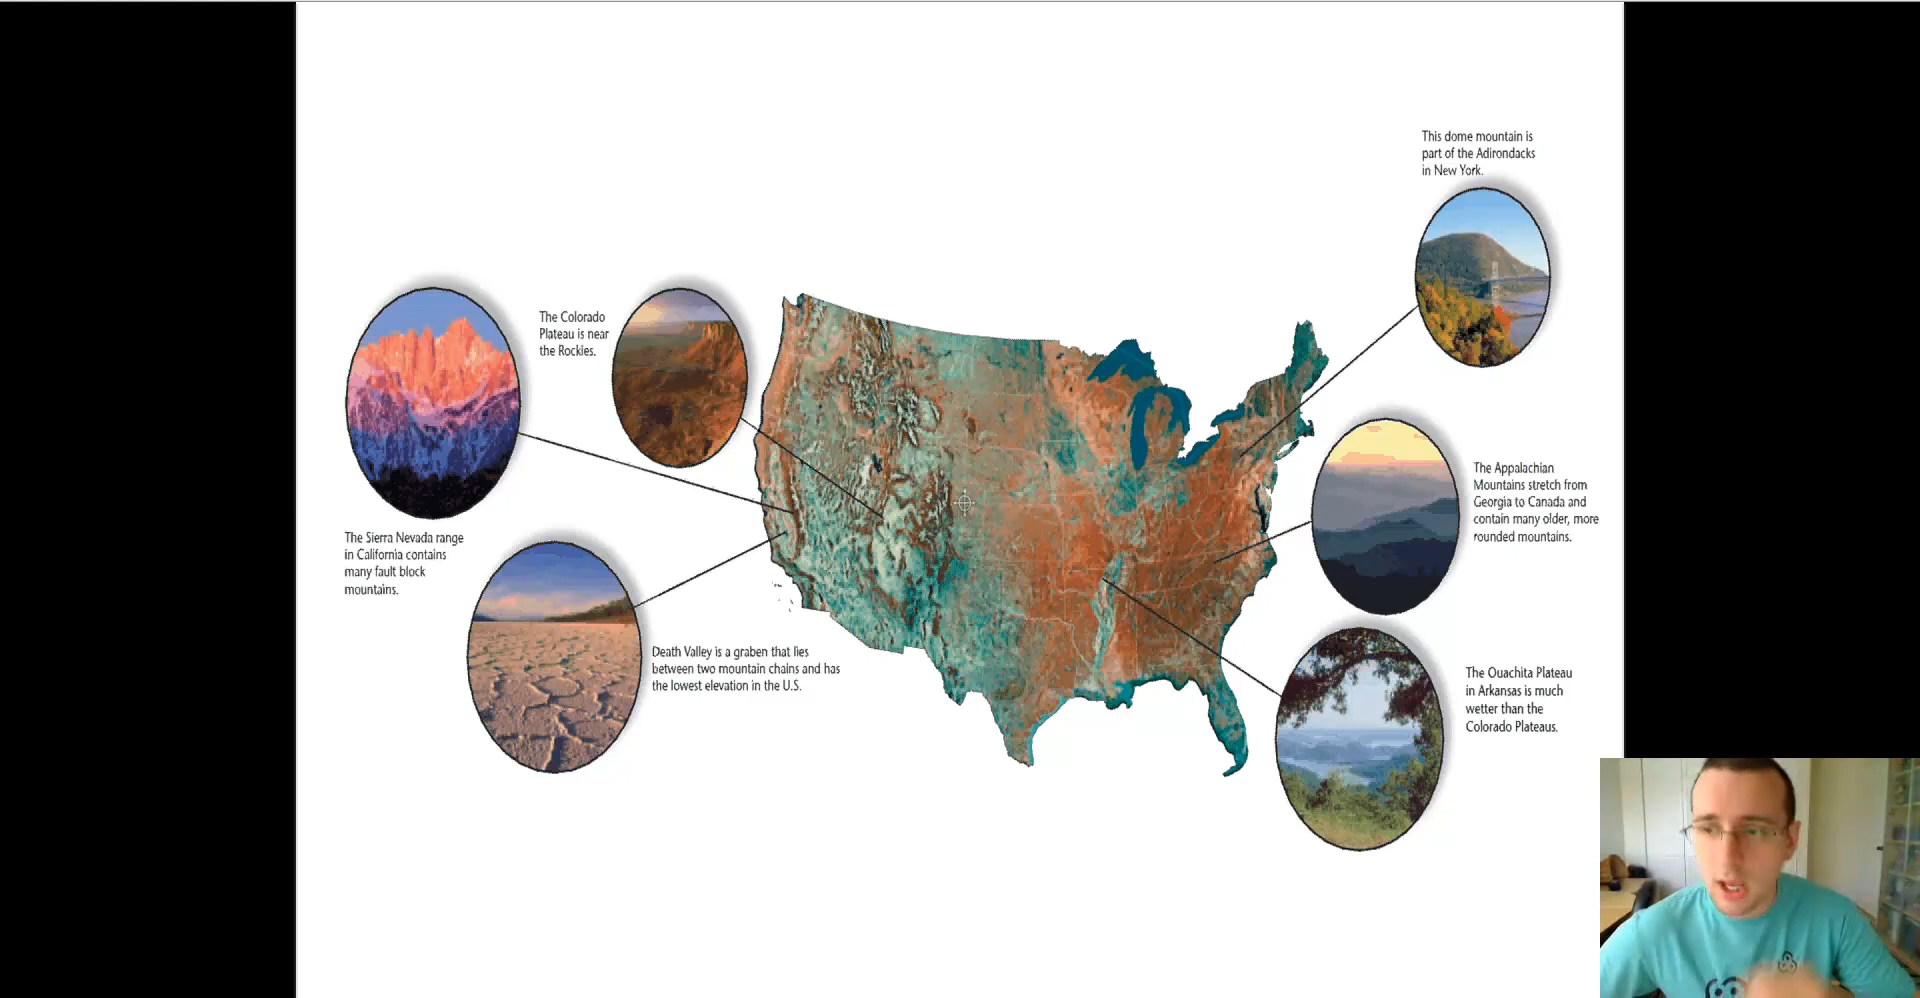 This dome mountain is
part of the Adirondacks
in New York.
The Colorado
Plateau is near
the Rockies.
The Appalachian
Mountains stretch from
Georgia to Canada and
contain many older, more
rounded mountains.
The Sierra Nevada range
in California contains
many fault block
mountains.
Death Valley is a graben that lies
between two mountain chains and has
the lowest elevation in the U.S.
The Ouachita Plateau
in Arkansas is much
wetter than the
Colorado Plateaus.